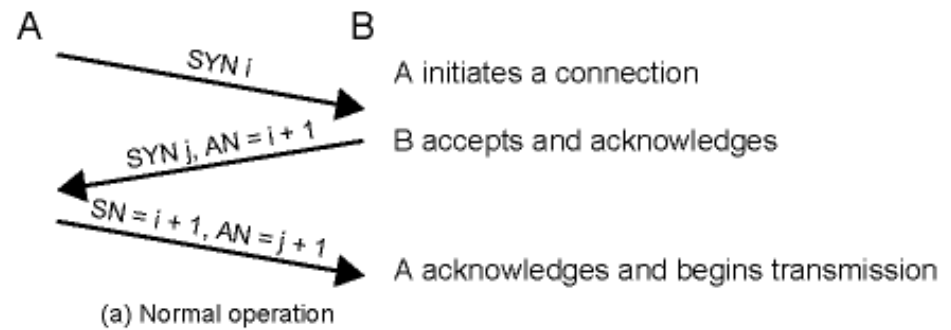 A
B
SYN i
A initiates a connection
SYN j, AN = i + 1
B accepts and acknowledges
SN = i + 1, AN = j + 1
A acknowledges and begins transmission
(a) Normal operation